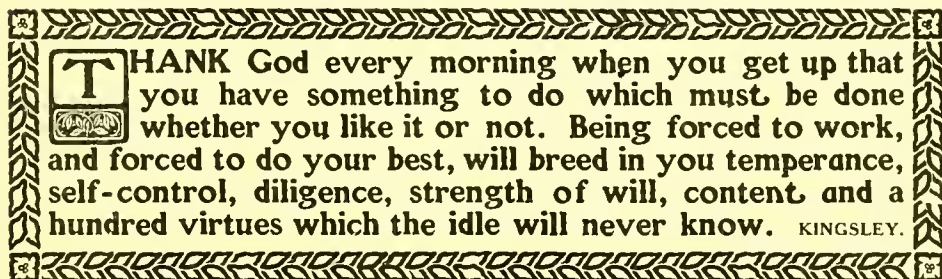 THANK God every morning when you get up that
you have something to do which must be done
whether you like it or not. Being forced to work,
and forced to do your best, will breed in you temperance,
self-control, diligence, strength of will, content and a
hundred virtues which the idle will never know. KINGSLEY.